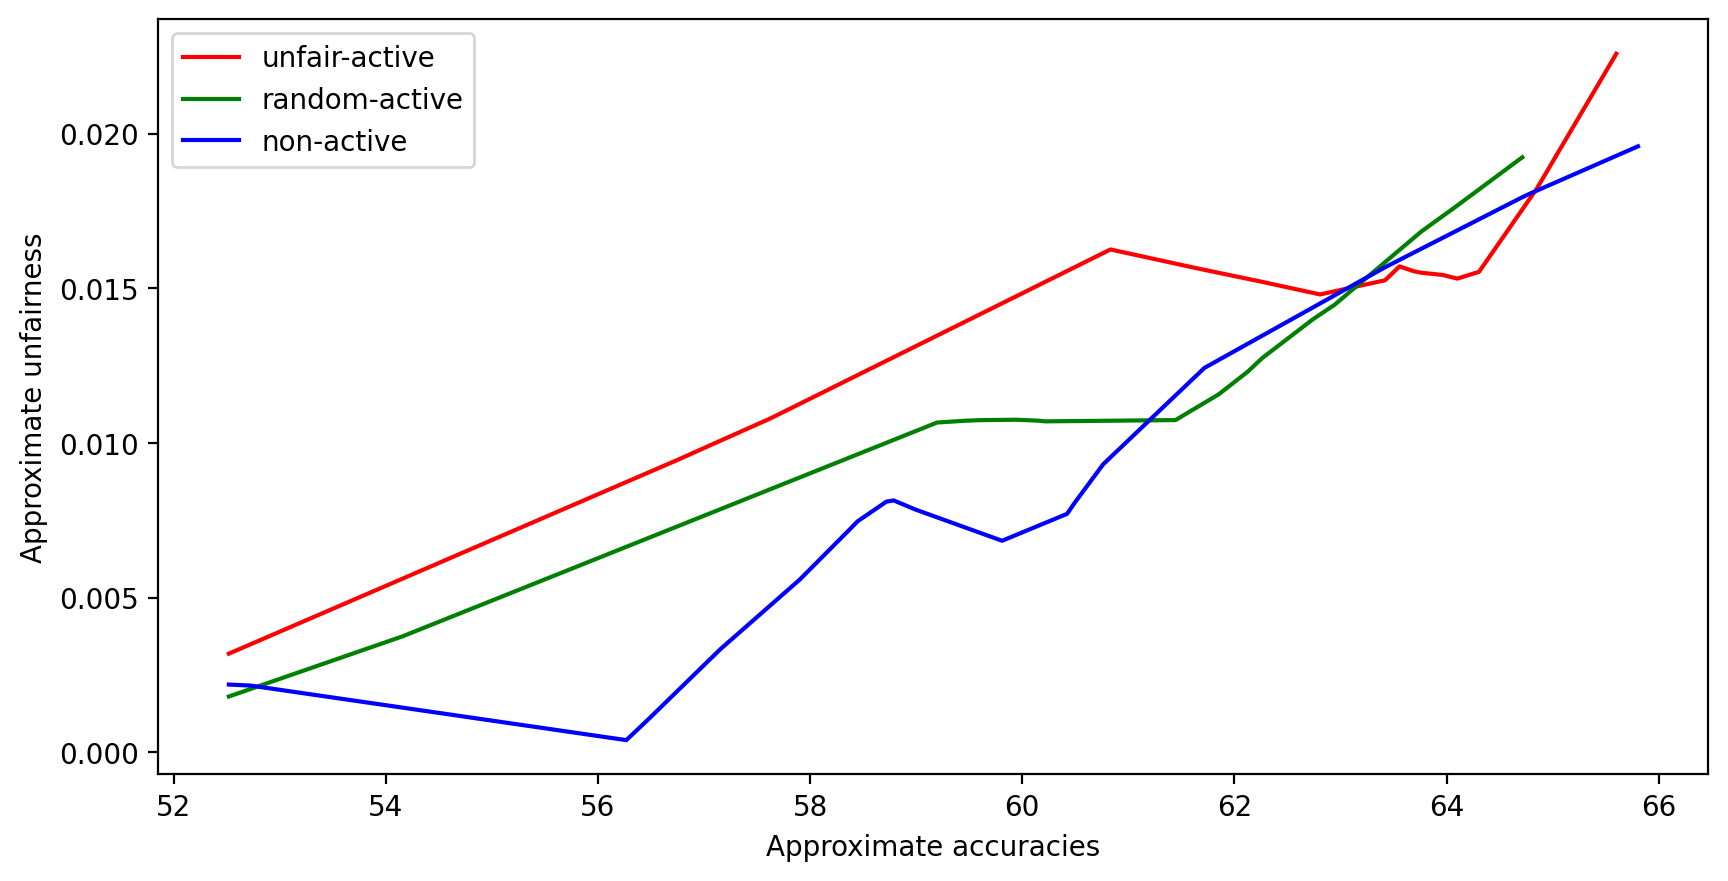 unfair-active
random-active
non-active
Approximate unfairness
0.020
0.015
0.010
0.005
0.000
52 54 56 58 60 62 64 66
Approximate accuracies